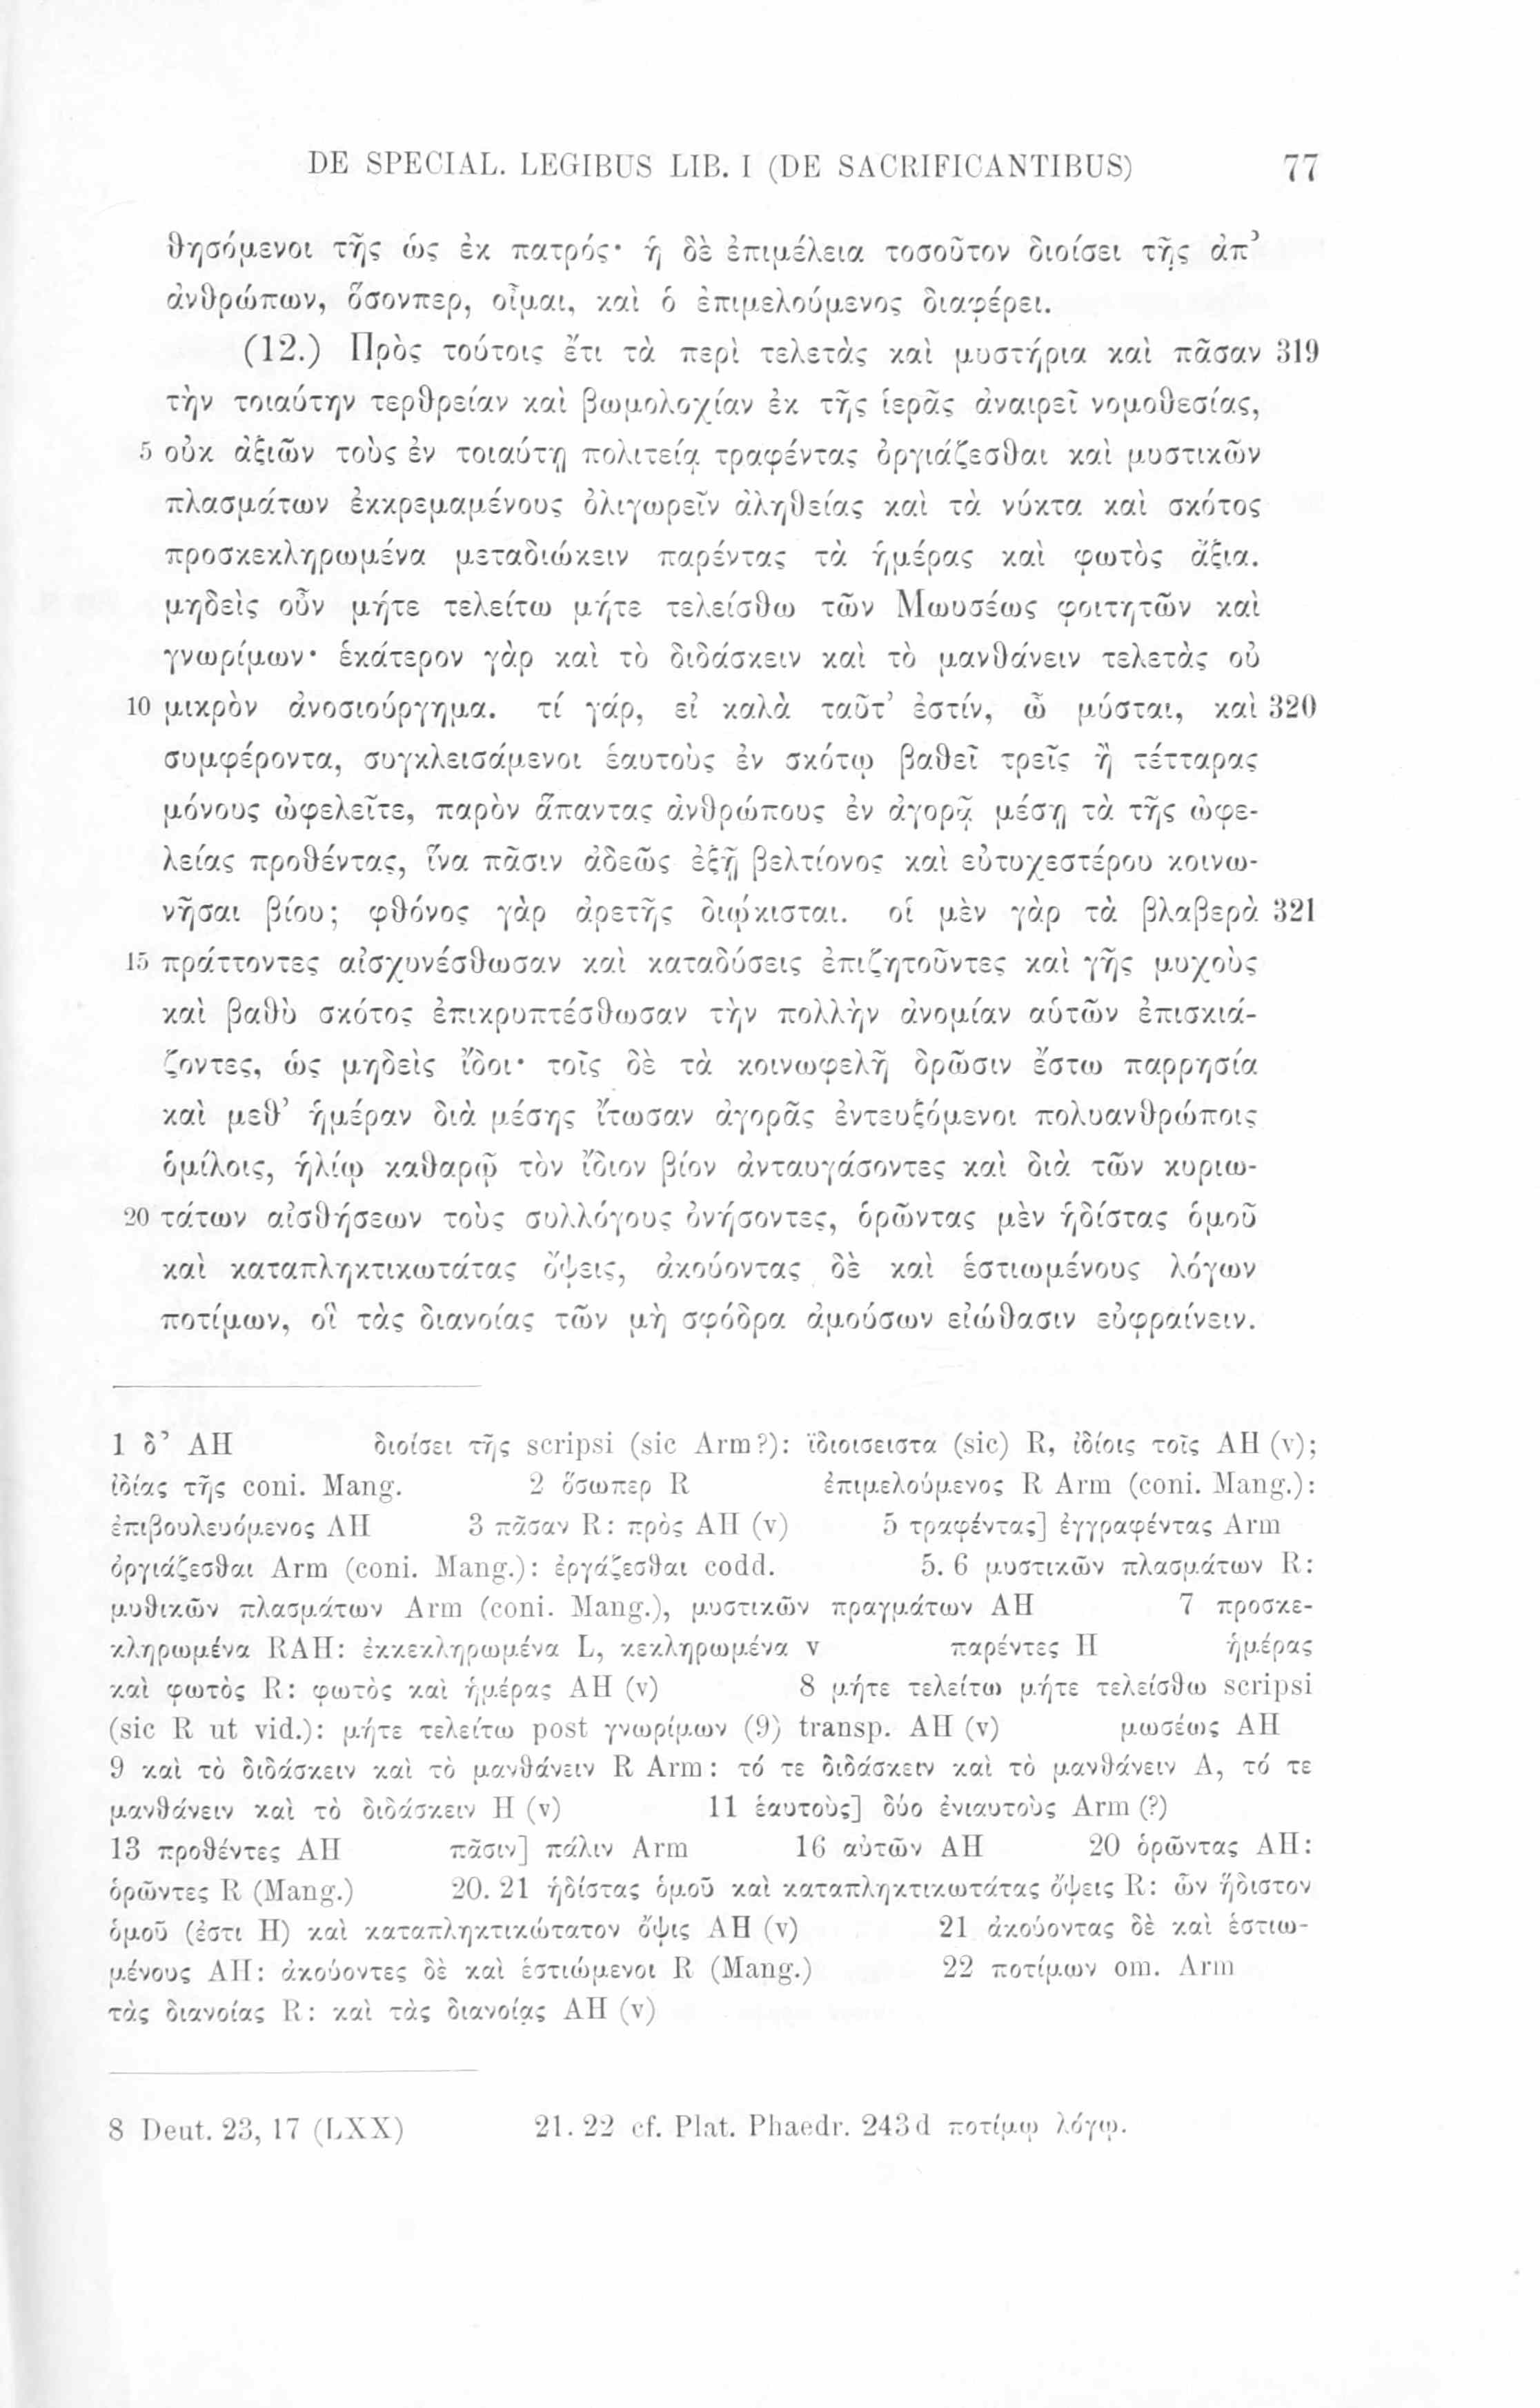 DE SPECIAL. LEGIBUS LIB. I (DE SACRIFICANTIBUS) 77
θησόμενοι τῆς ὡς ἐκ πατρός· ἡ δὲ ἐπιμέλεια τοσοῦτον διοίσει τῆς ἀπ’
ἀνθρώπων, ὅσονπερ, οἶμαι, καὶ ὁ ἐπιμελούμενος διαφέρει.
(12.) Πρὸς τούτοις ἔτι τὰ περὶ τελετὰς καὶ μυστήρια καὶ πᾶσαν 319
τὴν τοιαύτην τερθρείαν καὶ βωμολοχίαν ἐκ τῆς ἱερᾶς ἀναιρεῖ νομοθεσίας,
5 οὐκ ἀξιῶν τοὺς ἐν τοιαύτῃ πολιτείᾳ τραφέντας ὀργιάζεσθαι καὶ μυστικῶν
πλασμάτων ἐκκρεμαμένους ὀλιγωρεῖν ἀληθείας καὶ τὰ νύκτα καὶ σκότος
προσκεκληρωμένα μεταδιώκειν παρέντας τὰ ἡμέρας καὶ φωτὸς ἄξια.
μηδεὶς οὖν μήτε τελείτω μήτε τελείσθω τῶν Μωυσέως φοιτητῶν καὶ
γνωρίμων· ἑκάτερον γὰρ καὶ τὸ διδάσκειν καὶ τὸ μανθάνειν τελετὰς οὐ
10 μικρὸν ἀνοσιούργημα. τί γάρ, εἰ καλὰ ταῦτ’ ἐστίν, ὦ μύσται, καὶ 320
συμφέροντα, συγκλεισάμενοι ἑαυτοὺς ἐν σκότῳ βαθεῖ τρεῖς ἢ τέτταρας
μόνους ὠφελεῖτε, παρὸν ἅπαντας ἀνθρώπους ἐν ἀγορᾷ μέσῃ τὰ τῆς ὠφε-
λείας προθέντας, ἵνα πᾶσιν ἀδεῶς ἐξῇ βελτίονος καὶ εὐτυχεστέρου κοινω-
νῆσαι βίου; φθόνος γὰρ ἀρετῆς διῴκισται. οἱ μὲν γὰρ τὰ βλαβερὰ 321
15 πράττοντες αἰσχυνέσθωσαν καὶ καταδύσεις ἐπιζητοῦντες καὶ γῆς μυχοὺς
καὶ βαθὺ σκότος ἐπικρυπτέσθωσαν τὴν πολλὴν ἀνομίαν αὑτῶν ἐπισκιά-
ζοντες, ὡς μηδεὶς ἴδοι· τοῖς δὲ τὰ κοινωφελῆ δρῶσιν ἔστω παρρησία
καὶ μεθ’ ἡμέραν διὰ μέσης ἴτωσαν ἀγορᾶς ἐντευξόμενοι πολυανθρώποις
ὁμίλοις, ἡλίῳ καθαρῷ τὸν ἴδιον βίον ἀνταυγάσοντες καὶ διὰ τῶν κυριω-
20 τάτων αἰσθήσεων τοὺς συλλόγους ὀνήσοντες, ὁρῶντας μὲν ἡδίστας ὁμοῦ
καὶ καταπληκτικωτάτας ὄψεις, ἀκούοντας δὲ καὶ ἑστιωμένους λόγων
ποτίμων, οἳ τὰς διανοίας τῶν μὴ σφόδρα ἀμούσων εἰώθασιν εὐφραίνειν.
1 δ’ AH διοίσει τῆς scripsi (sic Arm?): ϊδιοισειστα (sic) R, ἰδίοις τοῖς AH (v);
ἰδίας τῆς coni. Mang. 2 ὅσωπερ R ἐπιμελούμενος R Arm (coni. Mang.):
ἐπιβουλευόμενος AH 3 πᾶσαν R: πρὸς AH (v) 5 τραφέντας] ἐγγραφέντας Arm
ὀργιάζεσθαι Arm (coni. Mang.): ἐργάζεσθαι codd. 5. 6 μυστικῶν πλασμάτων R:
μυθικῶν πλασμάτων Arm (coni. Mang.), μυστικῶν πραγμάτων AH 7 προσκε-
κληρωμένα RAH: ἐκκεκληρωμένα L, κεκληρωμένα v παρέντες H ἡμέρας
καὶ φωτὸς R: φωτὸς καὶ ἡμέρας AH (v) 8 μήτε τελείτω μήτε τελείσθω scripsi
(sic R ut vid.): μήτε τελείτω post γνωρίμων (9) transp. AH (v) μωσέως AH
9 καὶ τὸ διδάσκειν καὶ τὸ μανθάνειν R Arm: τό τε διδάσκειν καὶ τὸ μανθάνειν A, τό τε
μανθάνειν καὶ τὸ διδάσκειν H (v) 11 ἑαυτοὺς] δύο ἐνιαυτοὺς Arm (?)
13 προθέντες AH πᾶσιν] πάλιν Arm 16 αὐτῶν AH 20 ὁρῶντας AH:
ὁρῶντες R (Mang.) 20. 21 ἡδίστας ὁμοῦ καὶ καταπληκτικωτάτας ὄψεις R: ὧν ἥδιστον
ὁμοῦ (ἐστι H) καὶ καταπληκτικώτατον ὄψις AH (v) 21 ἀκούοντας δὲ καὶ ἑστιω-
μένους AH: ἀκούοντες δὲ καὶ ἑστιώμενοι R (Mang.) 22 ποτίμων om. Arm
τὰς διανοίας R: καὶ τὰς διανοίας AH (v)
8 Deut. 23, 17 (LXX) 21. 22 cf. Plat. Phaedr. 243d ποτίμῳ λόγῳ.